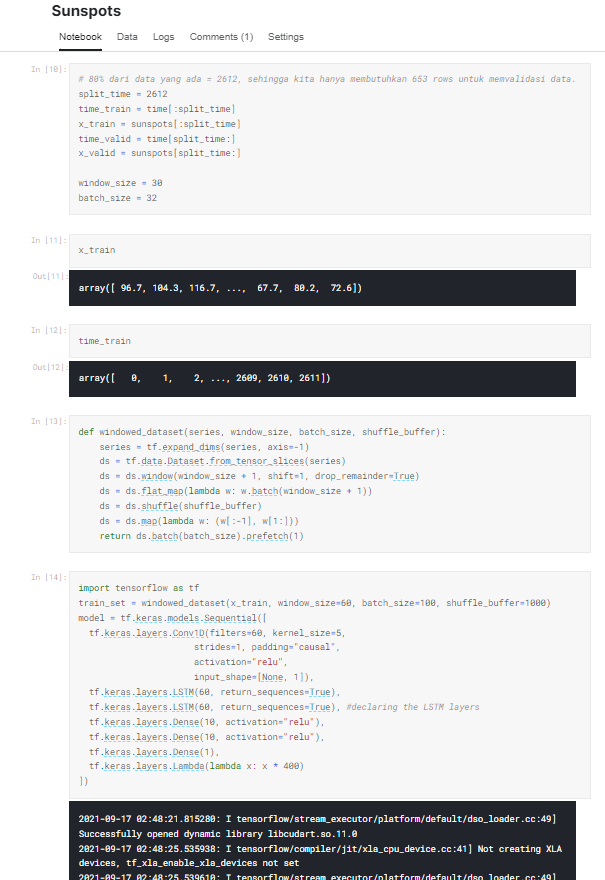 Sunspots
Notebook Data Logs Comments (1) Settings
In [10]:
# 80% dari data yang ada = 2612, sehingga kita hanya membutuhkan 653 rows untuk memvalidasi data.
split_time = 2612
time_train = time[:split_time]
x_train = sunspots[:split_time]
time_valid = time[split_time:]
x_valid = sunspots[split_time:]
window_size = 30
batch_size = 32
In [11]:
x_train
Out[11]:
array([ 96.7, 104.3, 116.7, ...,  67.7,  80.2,  72.6])
In [12]:
time_train
Out[12]:
array([   0,    1,    2, ..., 2609, 2610, 2611])
In [13]:
def windowed_dataset(series, window_size, batch_size, shuffle_buffer):
    series = tf.expand_dims(series, axis=-1)
    ds = tf.data.Dataset.from_tensor_slices(series)
    ds = ds.window(window_size + 1, shift=1, drop_remainder=True)
    ds = ds.flat_map(lambda w: w.batch(window_size + 1))
    ds = ds.shuffle(shuffle_buffer)
    ds = ds.map(lambda w: (w[:-1], w[1:]))
    return ds.batch(batch_size).prefetch(1)
In [14]:
import tensorflow as tf
train_set = windowed_dataset(x_train, window_size=60, batch_size=100, shuffle_buffer=1000)
model = tf.keras.models.Sequential([
  tf.keras.layers.Conv1D(filters=60, kernel_size=5,
                      strides=1, padding="causal",
                      activation="relu",
                      input_shape=[None, 1]),
  tf.keras.layers.LSTM(60, return_sequences=True),
  tf.keras.layers.LSTM(60, return_sequences=True), #declaring the LSTM layers
  tf.keras.layers.Dense(10, activation="relu"),
  tf.keras.layers.Dense(10, activation="relu"),
  tf.keras.layers.Dense(1),
  tf.keras.layers.Lambda(lambda x: x * 400)
])
2021-09-17 02:48:21.815280: I tensorflow/stream_executor/platform/default/dso_loader.cc:49]
Successfully opened dynamic library libcudart.so.11.0
2021-09-17 02:48:25.535938: I tensorflow/compiler/jit/xla_cpu_device.cc:41] Not creating XLA
devices, tf_xla_enable_xla_devices not set
2021-09-17 02:48:25.539610: I tensorflow/stream_executor/platform/default/dso_loader.cc:49]